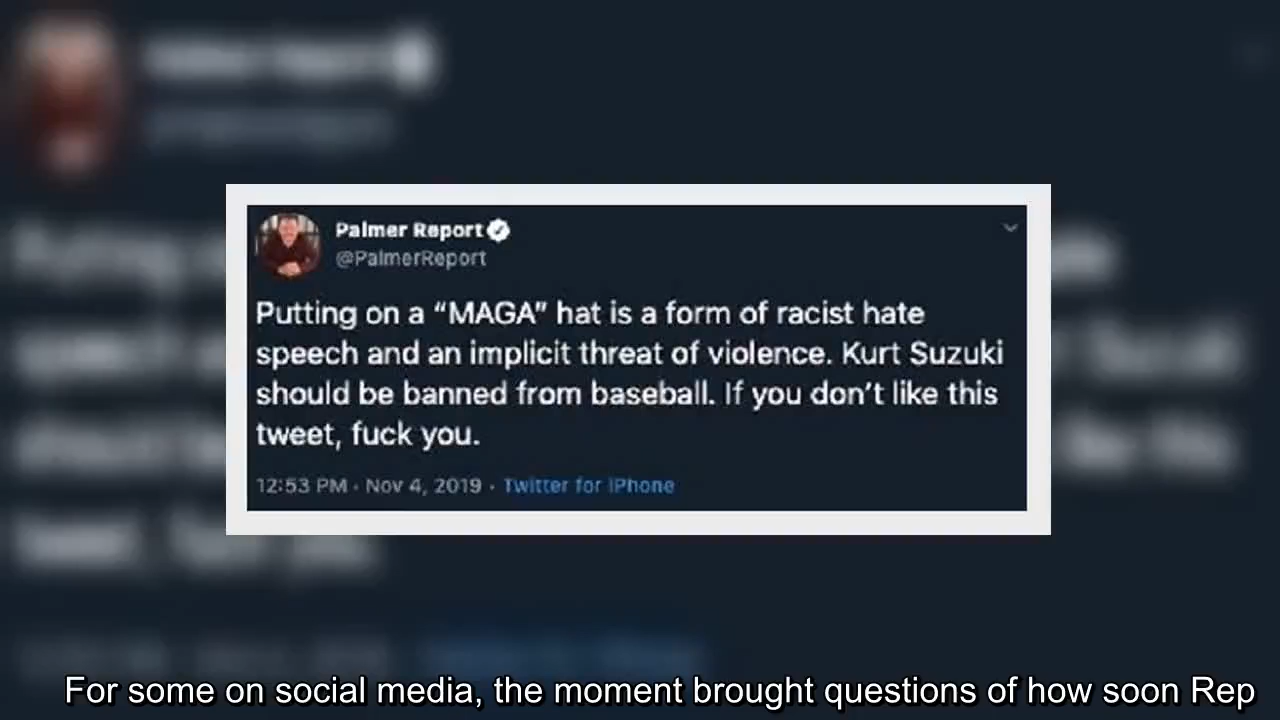 Palmer Report
@PalmerReport
Putting on a “MAGA” hat is a form of racist hate
speech and an implicit threat of violence. Kurt Suzuki
should be banned from baseball. If you don’t like this
tweet, fuck you.
12:53 PM · Nov 4, 2019 · Twitter for iPhone
For some on social media, the moment brought questions of how soon Rep